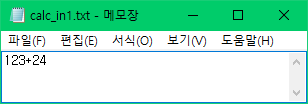 calc_in1.txt - 메모장
파일(F) 편집(E) 서식(O) 보기(V) 도움말(H)
123+24